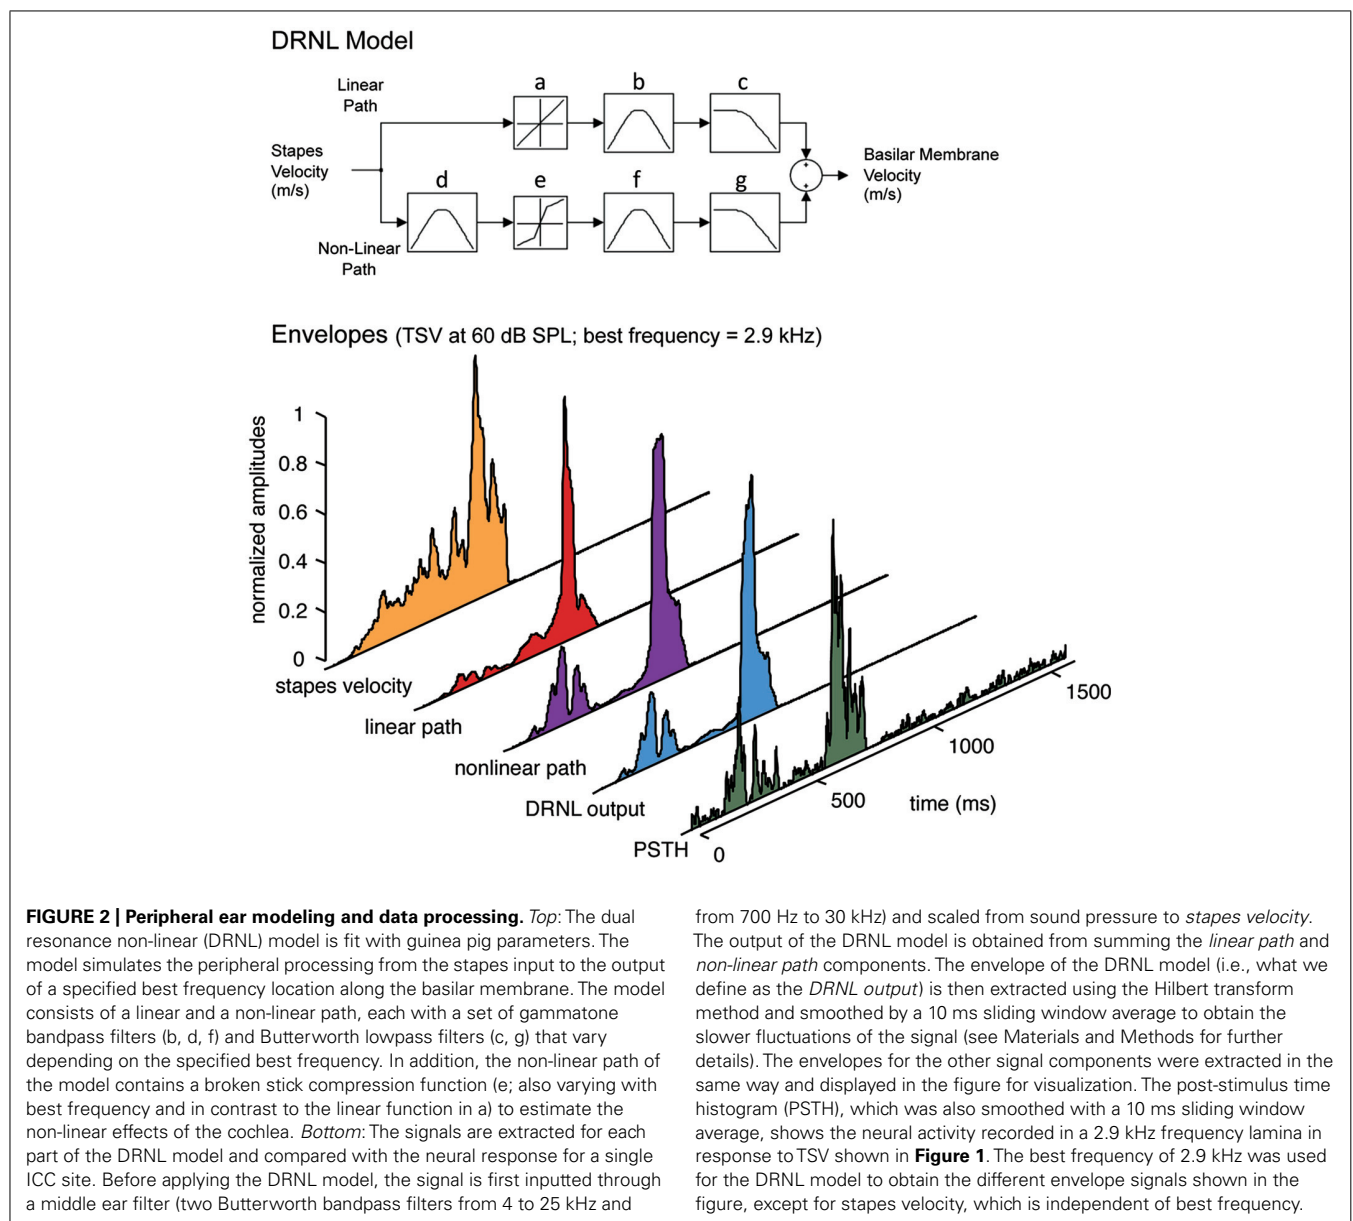 DRNL Model
Linear
Path
a
b
c
Stapes
Velocity
(m/s)
Basilar Membrane
Velocity
(m/s)
d
e
f
g
Non-Linear
Path
Envelopes (TSV at 60 dB SPL; best frequency = 2.9 kHz)
normalized amplitudes
1
0.8
0.6
0.4
0.2
0
stapes velocity
linear path
nonlinear path
DRNL output
PSTH
0
500
1000
1500
time (ms)
FIGURE 2 | Peripheral ear modeling and data processing. Top: The dual
resonance non-linear (DRNL) model is fit with guinea pig parameters. The
model simulates the peripheral processing from the stapes input to the output
of a specified best frequency location along the basilar membrane. The model
consists of a linear and a non-linear path, each with a set of gammatone
bandpass filters (b, d, f) and Butterworth lowpass filters (c, g) that vary
depending on the specified best frequency. In addition, the non-linear path of
the model contains a broken stick compression function (e; also varying with
best frequency and in contrast to the linear function in a) to estimate the
non-linear effects of the cochlea. Bottom: The signals are extracted for each
part of the DRNL model and compared with the neural response for a single
ICC site. Before applying the DRNL model, the signal is first inputted through
a middle ear filter (two Butterworth bandpass filters from 4 to 25 kHz and
from 700 Hz to 30 kHz) and scaled from sound pressure to stapes velocity.
The output of the DRNL model is obtained from summing the linear path and
non-linear path components. The envelope of the DRNL model (i.e., what we
define as the DRNL output) is then extracted using the Hilbert transform
method and smoothed by a 10 ms sliding window average to obtain the
slower fluctuations of the signal (see Materials and Methods for further
details). The envelopes for the other signal components were extracted in the
same way and displayed in the figure for visualization. The post-stimulus time
histogram (PSTH), which was also smoothed with a 10 ms sliding window
average, shows the neural activity recorded in a 2.9 kHz frequency lamina in
response to TSV shown in Figure 1. The best frequency of 2.9 kHz was used
for the DRNL model to obtain the different envelope signals shown in the
figure, except for stapes velocity, which is independent of best frequency.